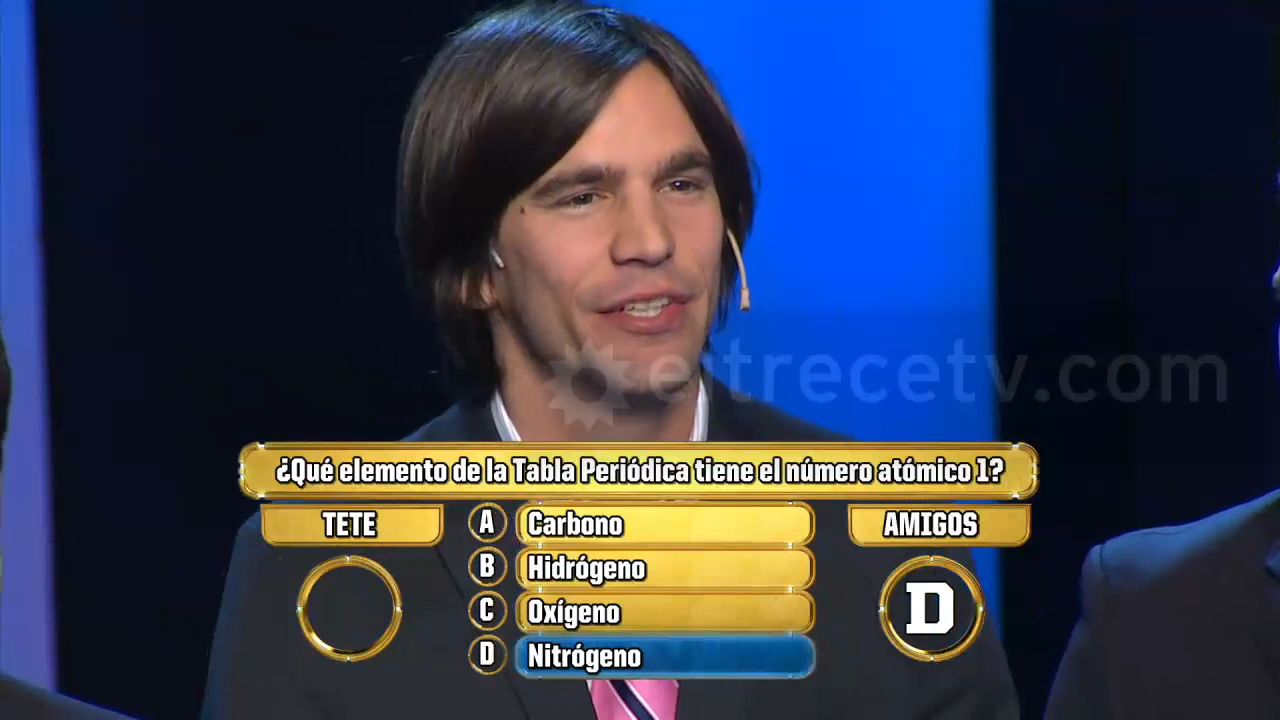 eltrecetv.com
¿Qué elemento de la Tabla Periódica tiene el número atómico 1?
TETE
A Carbono
B Hidrógeno
C Oxígeno
D Nitrógeno
AMIGOS
D